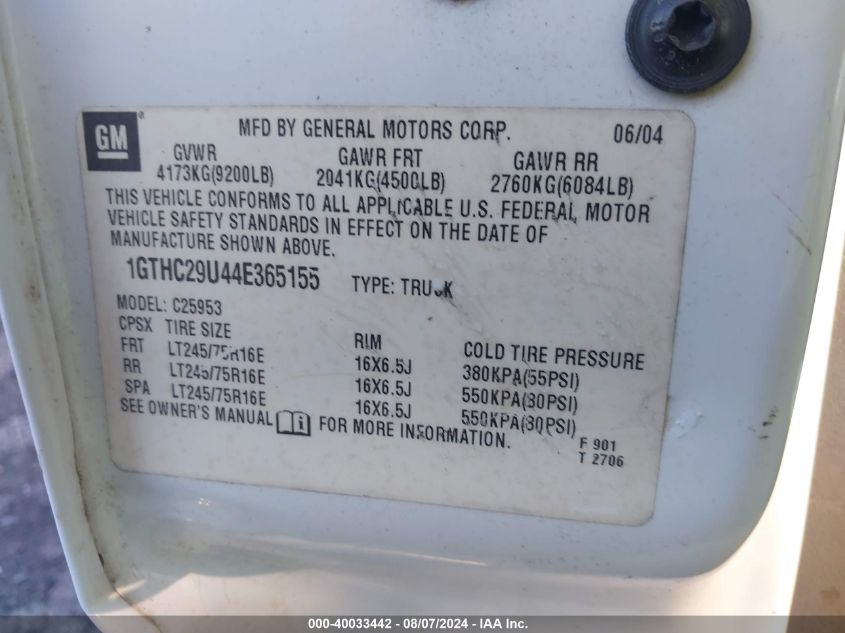 GM
MFD BY GENERAL MOTORS CORP. 06/04
GVWR GAWR FRT GAWR RR
4173KG(9200LB) 2041KG(4500LB) 2760KG(6084LB)
THIS VEHICLE CONFORMS TO ALL APPLICABLE U.S. FEDERAL MOTOR
VEHICLE SAFETY STANDARDS IN EFFECT ON THE DATE OF
MANUFACTURE SHOWN ABOVE.
1GTHC29U44E365155 TYPE: TRUCK
MODEL: C25953
CPSX TIRE SIZE RIM COLD TIRE PRESSURE
FRT LT245/75R16E 16X6.5J 380KPA(55PSI)
RR LT245/75R16E 16X6.5J 550KPA(80PSI)
SPA LT245/75R16E 16X6.5J 550KPA(80PSI)
SEE OWNER'S MANUAL i FOR MORE INFORMATION.
F 901
T 2706
000-40033442 - 08/07/2024 - IAA Inc.